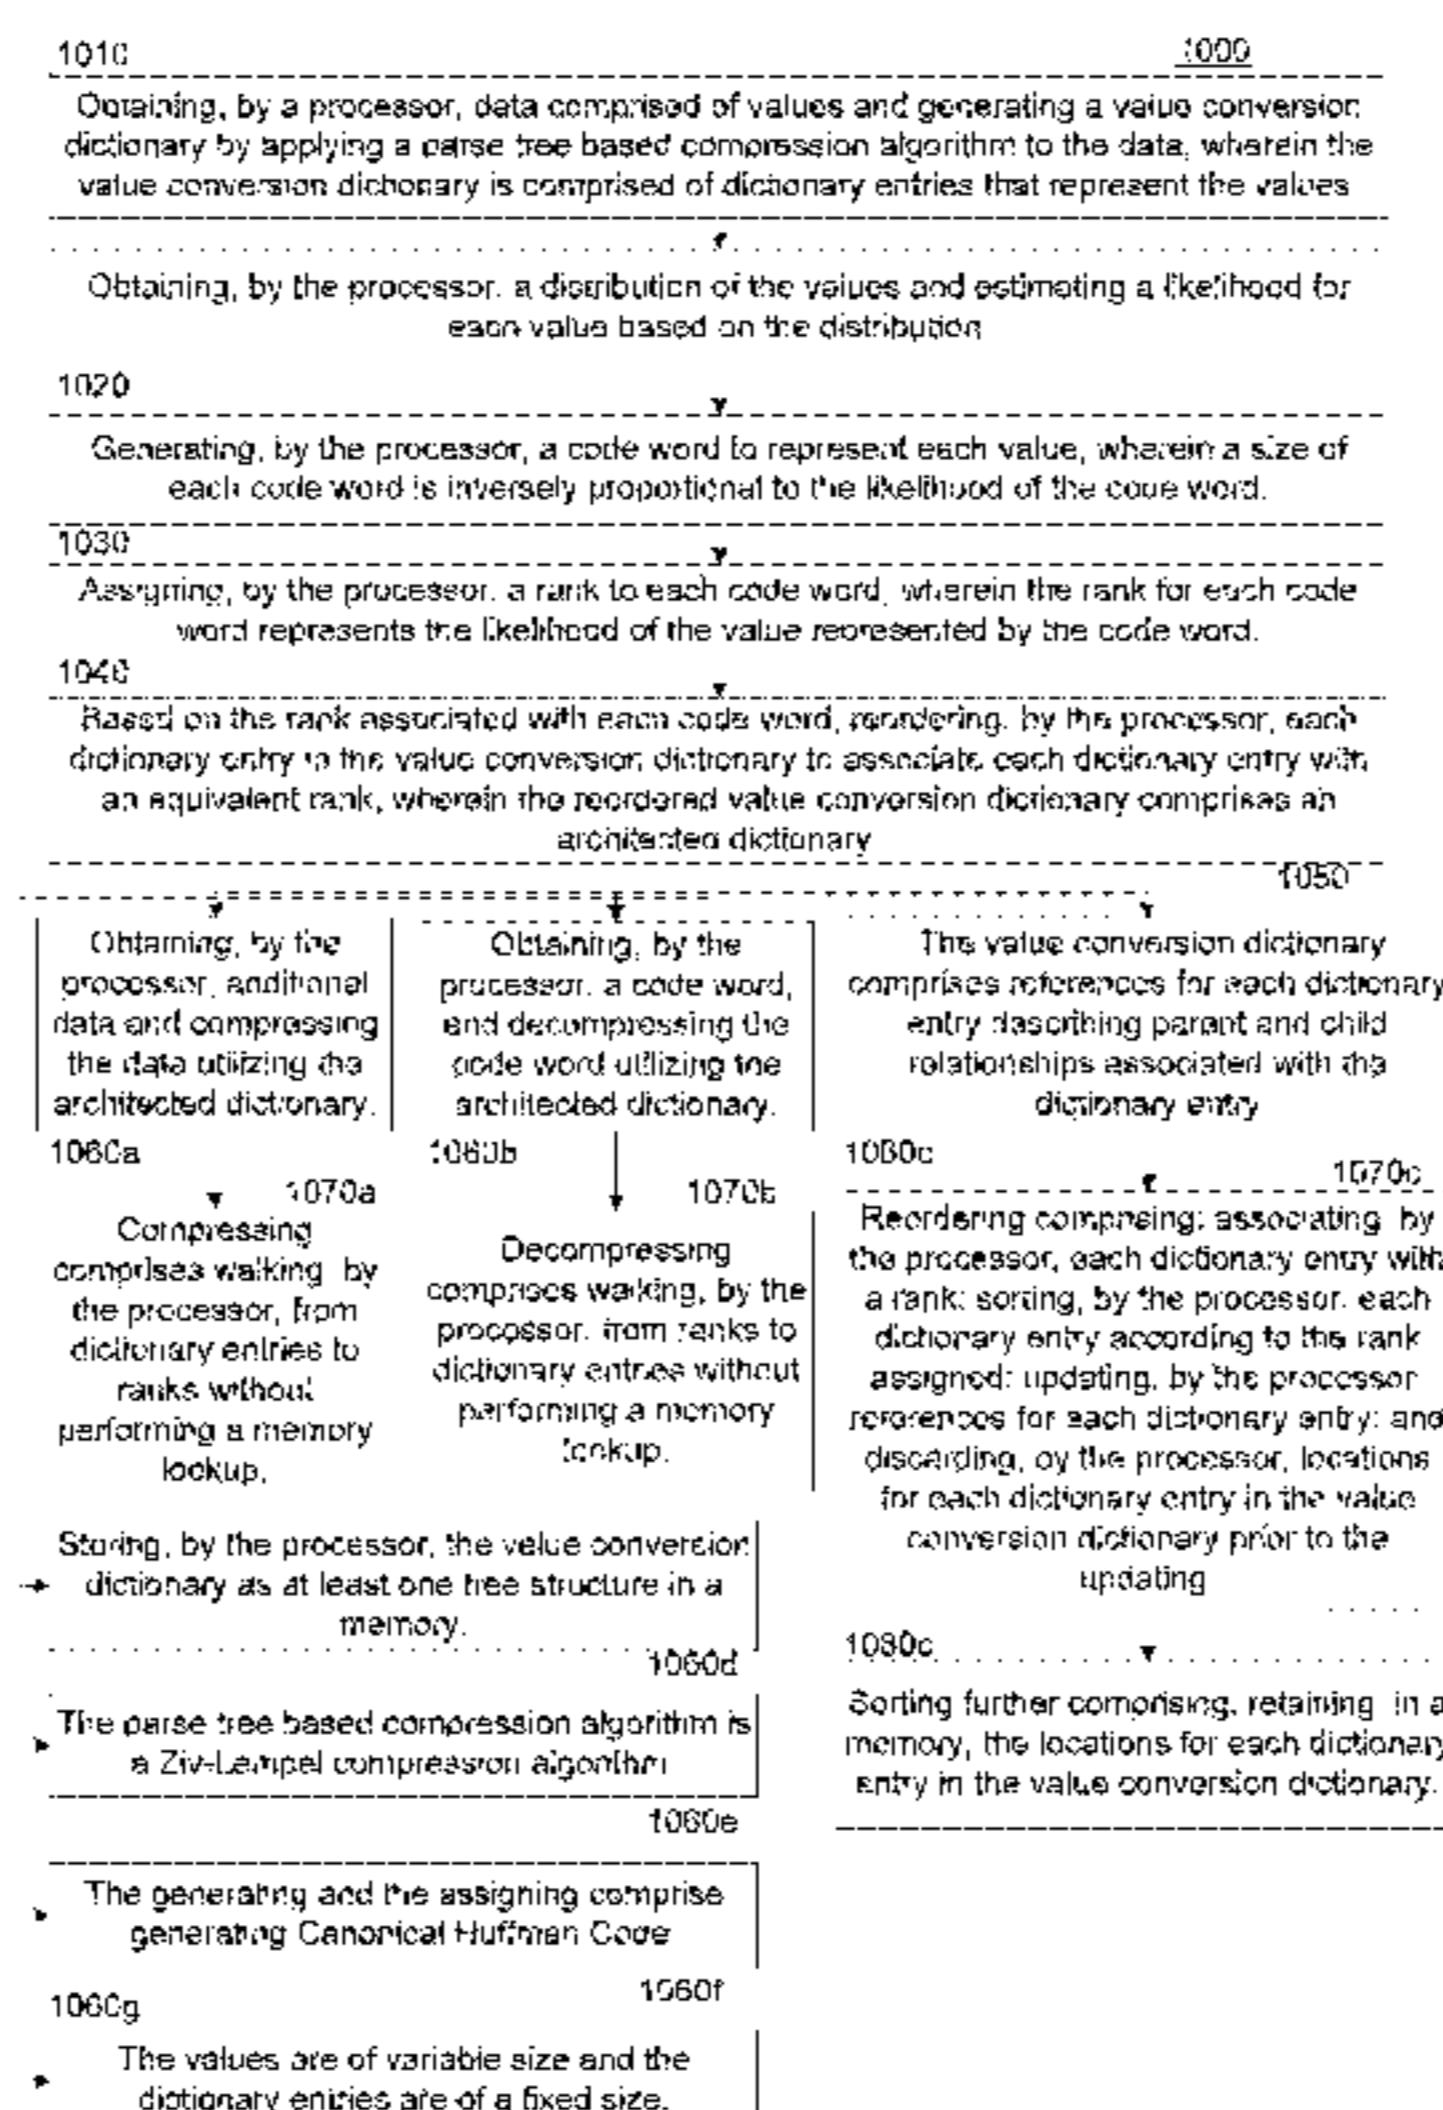 1010
1000
Obtaining, by a processor, data comprised of values and generating a value conversion
dictionary by applying a parse tree based compression algorithm to the data, wherein the
value conversion dictionary is comprised of dictionary entries that represent the values
Obtaining, by the processor, a distribution of the values and estimating a likelihood for
each value based on the distribution
1020
Generating, by the processor, a code word to represent each value, wherein a size of
each code word is inversely proportional to the likelihood of the code word.
1030
Assigning, by the processor, a rank to each code word, wherein the rank for each code
word represents the likelihood of the value represented by the code word.
1040
Based on the rank associated with each code word, reordering, by the processor, each
dictionary entry in the value conversion dictionary to associate each dictionary entry with
an equivalent rank, wherein the reordered value conversion dictionary comprises an
architected dictionary
1050
Obtaining, by the
processor, additional
data and compressing
the data utilizing the
architected dictionary.
1060a
1070a
Compressing
comprises walking by
the processor, from
dictionary entries to
ranks without
performing a memory
lookup.
Obtaining, by the
processor, a code word,
and decompressing the
code word utilizing the
architected dictionary.
1060b
1070b
Decompressing
comprises walking, by the
processor, from ranks to
dictionary entries without
performing a memory
lookup.
The value conversion dictionary
comprises references for each dictionary
entry describing parent and child
relationships associated with the
dictionary entry
1060c
1070c
Reordering comprising: associating by
the processor, each dictionary entry with
a rank; sorting, by the processor, each
dictionary entry according to the rank
assigned; updating, by the processor
references for each dictionary entry; and
discarding, by the processor, locations
for each dictionary entry in the value
conversion dictionary prior to the
updating
1080c
Sorting further comprising, retaining in a
memory, the locations for each dictionary
entry in the value conversion dictionary.
Storing, by the processor, the value conversion
dictionary as at least one tree structure in a
memory.
1060d
The parse tree based compression algorithm is
a Ziv-Lempel compression algorithm
1060e
The generating and the assigning comprise
generating Canonical Huffman Code
1060f
1060g
The values are of variable size and the
dictionary entries are of a fixed size.